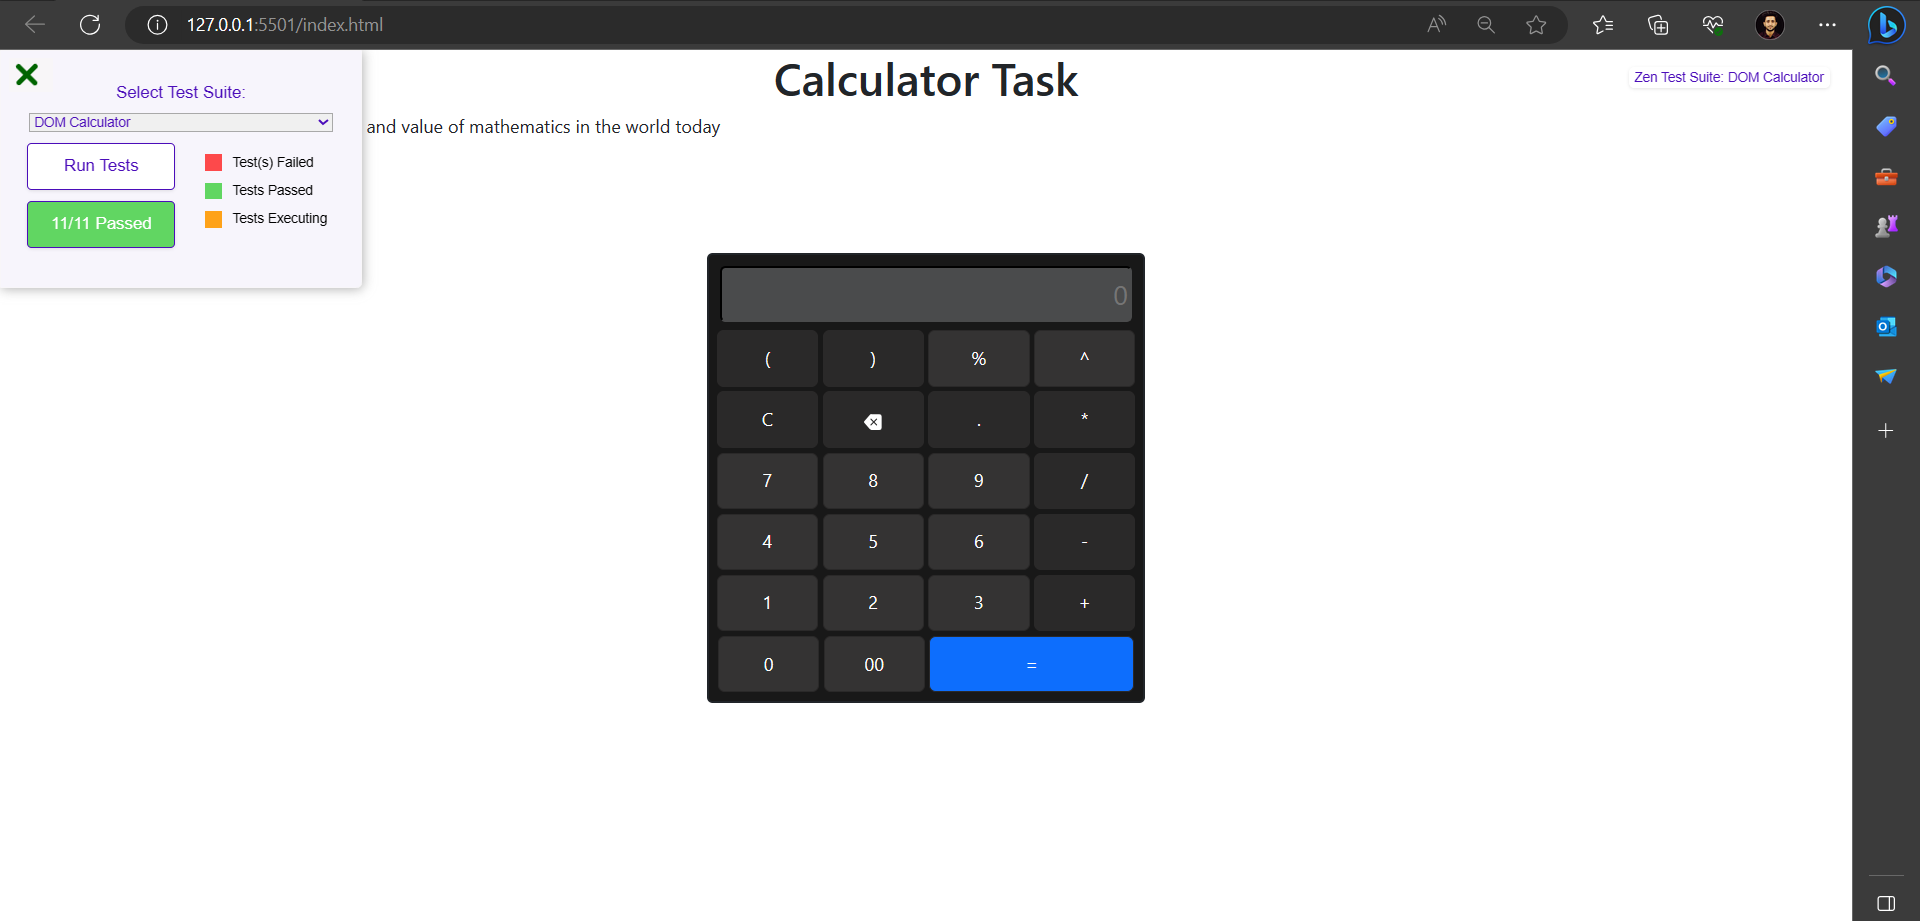 127.0.0.1:5501/index.html
Select Test Suite:
DOM Calculator
Run Tests
11/11 Passed
Test(s) Failed
Tests Passed
Tests Executing
Calculator Task
Zen Test Suite: DOM Calculator
and value of mathematics in the world today
0
( ) % ^
C . *
7 8 9 /
4 5 6 -
1 2 3 +
0 00 =